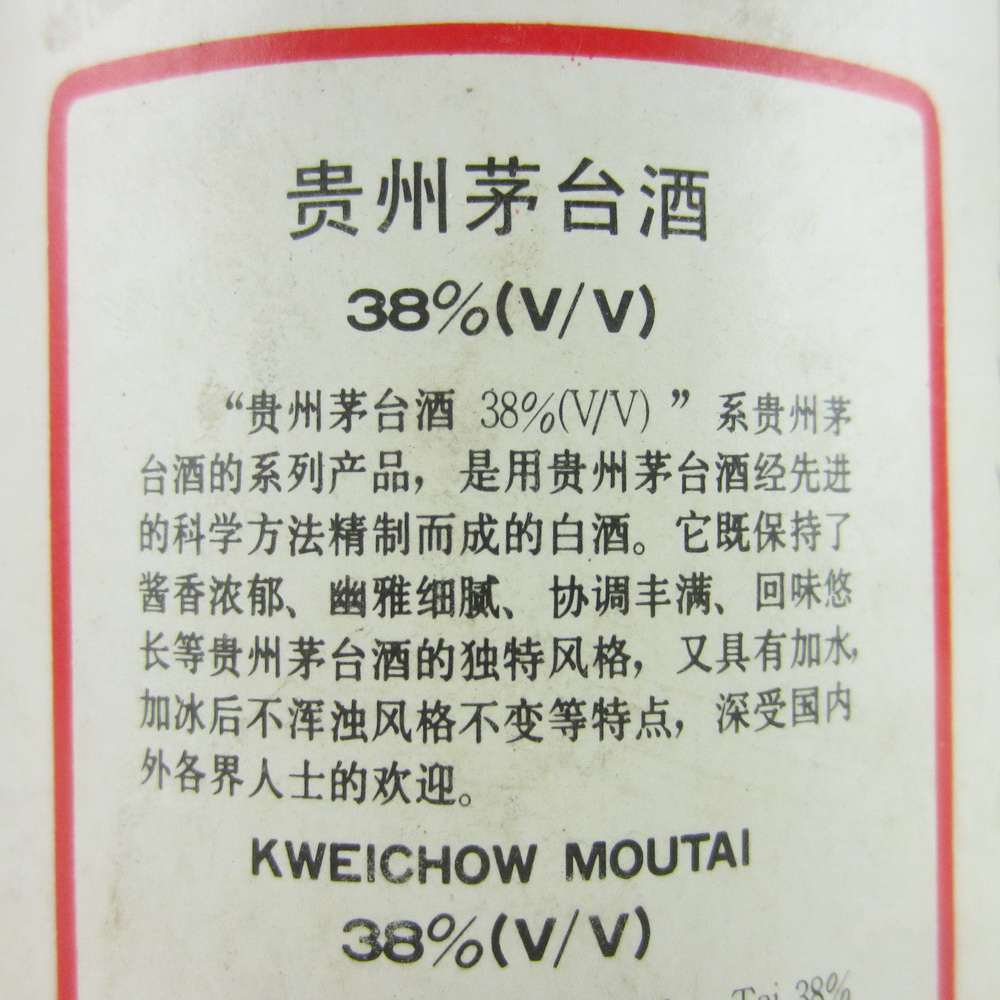 贵州茅台酒
38%(V/V)
“贵州茅台酒 38%(V/V)”系贵州茅
台酒的系列产品，是用贵州茅台酒经先进
的科学方法精制而成的白酒。它既保持了
酱香浓郁、幽雅细腻、协调丰满、回味悠
长等贵州茅台酒的独特风格，又具有加水，
加冰后不浑浊风格不变等特点，深受国内
外各界人士的欢迎。
KWEICHOW MOUTAI
38%(V/V)
Tai 38%